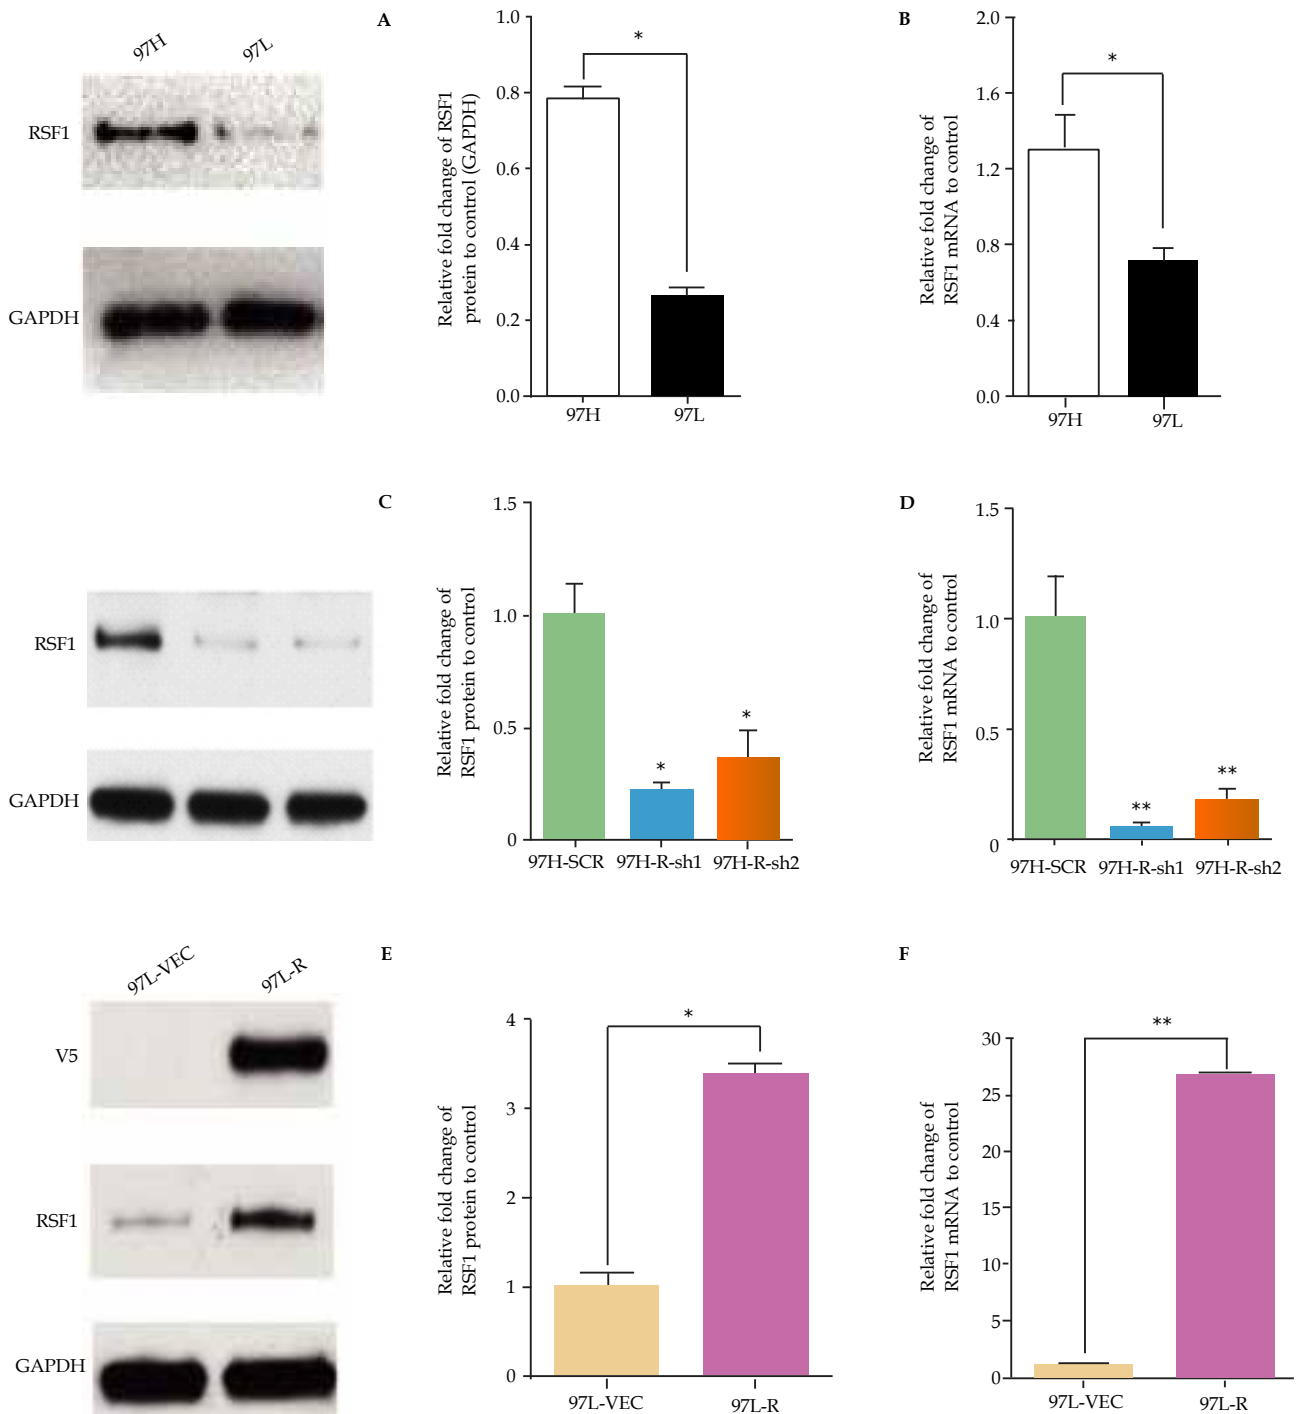 A
97H
97L
RSF1
GAPDH
Relative fold change of RSF1
protein to control (GAPDH)
1.0
0.8
0.6
0.4
0.2
0.0
*
97H
97L
B
Relative fold change of
RSF1 mRNA to control
2.0
1.6
1.2
0.8
0.4
0.0
*
97H
97L
C
RSF1
GAPDH
Relative fold change of
RSF1 protein to control
1.5
1.0
0.5
0
*
*
97H-SCR
97H-R-sh1
97H-R-sh2
D
Relative fold change of
RSF1 mRNA to control
1.5
1.0
0.5
0
**
**
97H-SCR
97H-R-sh1
97H-R-sh2
E
97L-VEC
97L-R
V5
RSF1
GAPDH
Relative fold change of
RSF1 protein to control
4
3
2
1
0
*
97L-VEC
97L-R
F
Relative fold change of
RSF1 mRNA to control
30
25
20
15
10
5
0
**
97L-VEC
97L-R